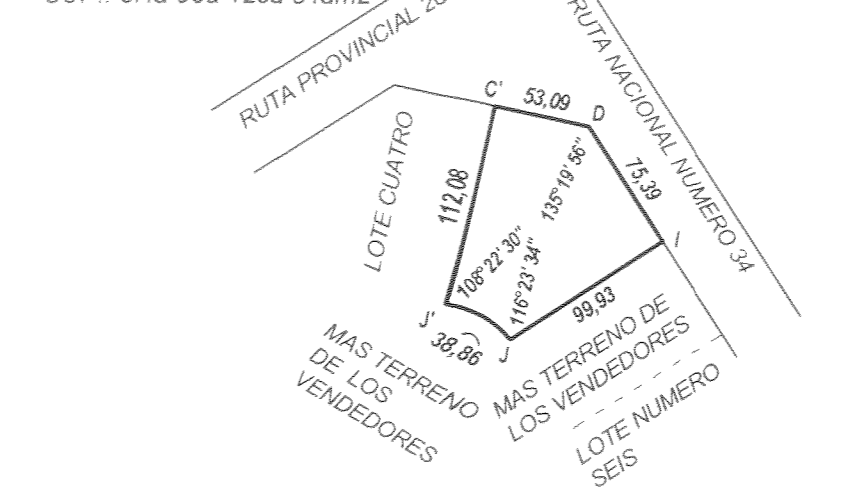 RUTA PROVINCIAL
RUTA NACIONAL NUMERO 34
C'
53,09
D
LOTE CUATRO
112,08
135°19'56"
75,39
I
108°22'30"
116°23'34"
J'
38,86
J
99,93
MAS TERRENO
DE LOS
VENDEDORES
MAS TERRENO DE
LOS VENDEDORES
LOTE NUMERO
SEIS